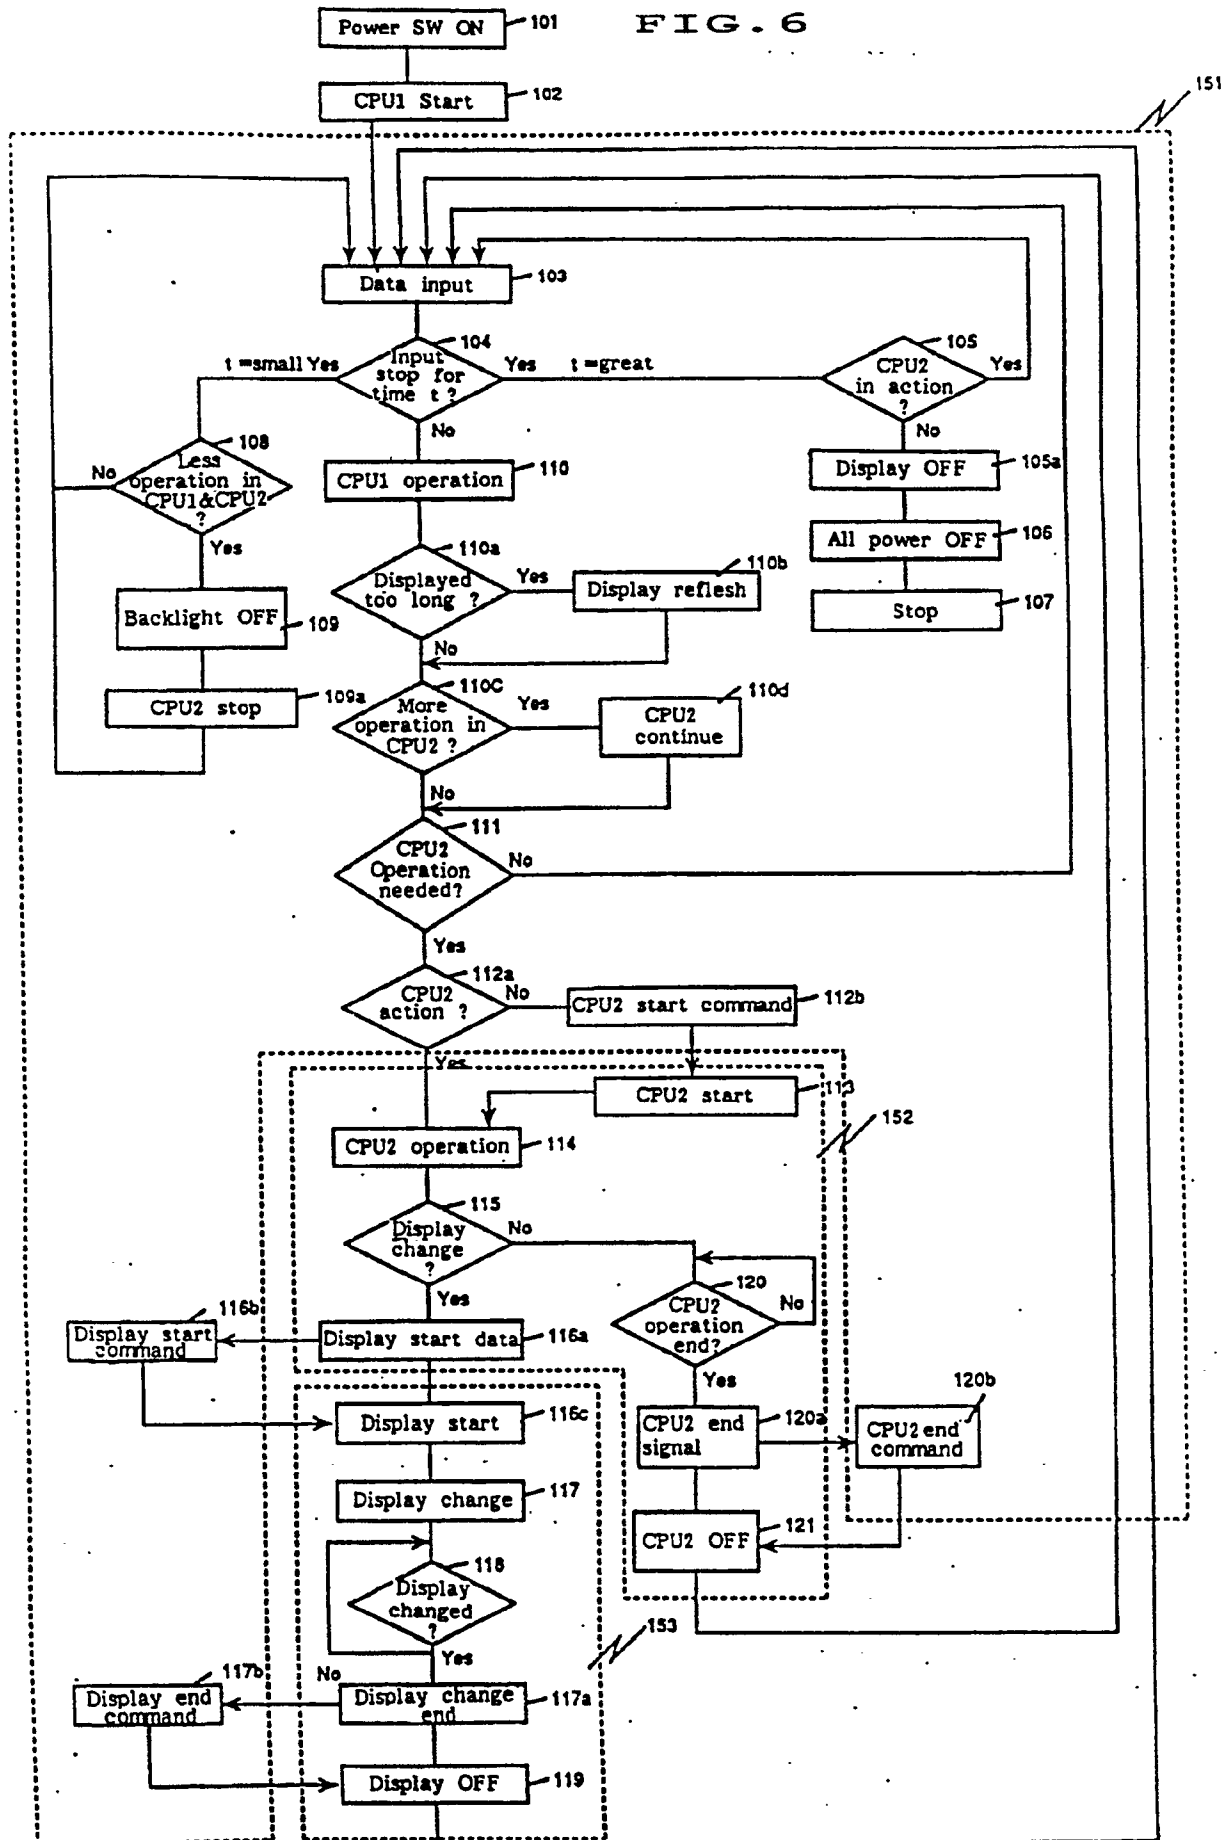 FIG. 6
Power SW ON
101
CPU1 Start
102
151
Data input
103
104
Input
stop for
time t ?
t =small Yes
Yes
t =great
No
105
CPU2
in action
?
Yes
No
Display OFF
105a
All power OFF
106
Stop
107
108
Less
operation in
CPU1&CPU2
?
No
Yes
Backlight OFF
109
CPU2 stop
109a
CPU1 operation
110
110a
Displayed
too long ?
Yes
No
110b
Display reflesh
110C
More
operation in
CPU2 ?
Yes
No
110d
CPU2
continue
111
CPU2
Operation
needed?
No
Yes
112a
CPU2
action ?
No
Yes
CPU2 start command
112b
CPU2 start
113
152
CPU2 operation
114
115
Display
change
?
No
Yes
120
CPU2
operation
end?
No
Yes
116b
Display start
command
Display start data
116a
Display start
116c
CPU2 end
signal
120a
120b
CPU2 end
command
Display change
117
CPU2 OFF
121
118
Display
changed
?
Yes
No
153
117b
Display end
command
Display change
end
117a
Display OFF
119